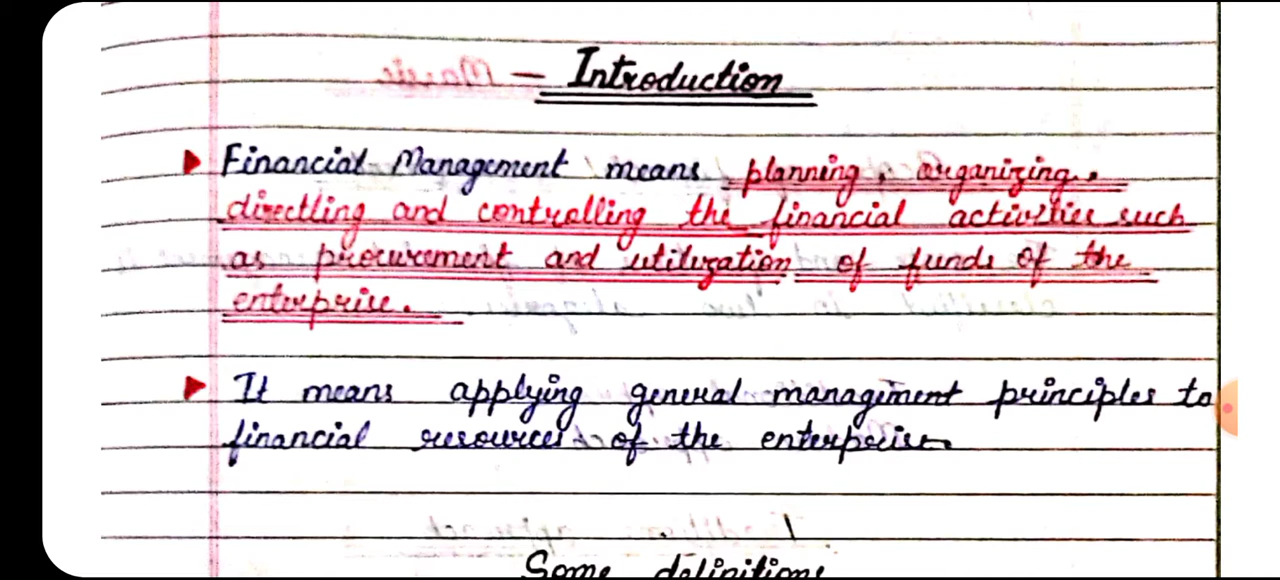 – Introduction
Financial Management means planning, organizing,
directling and controlling the financial activities such
as procurement and utilization of funds of the
enterprise.
It means applying general management principles to
financial resources of the enterprise.
Some definitions